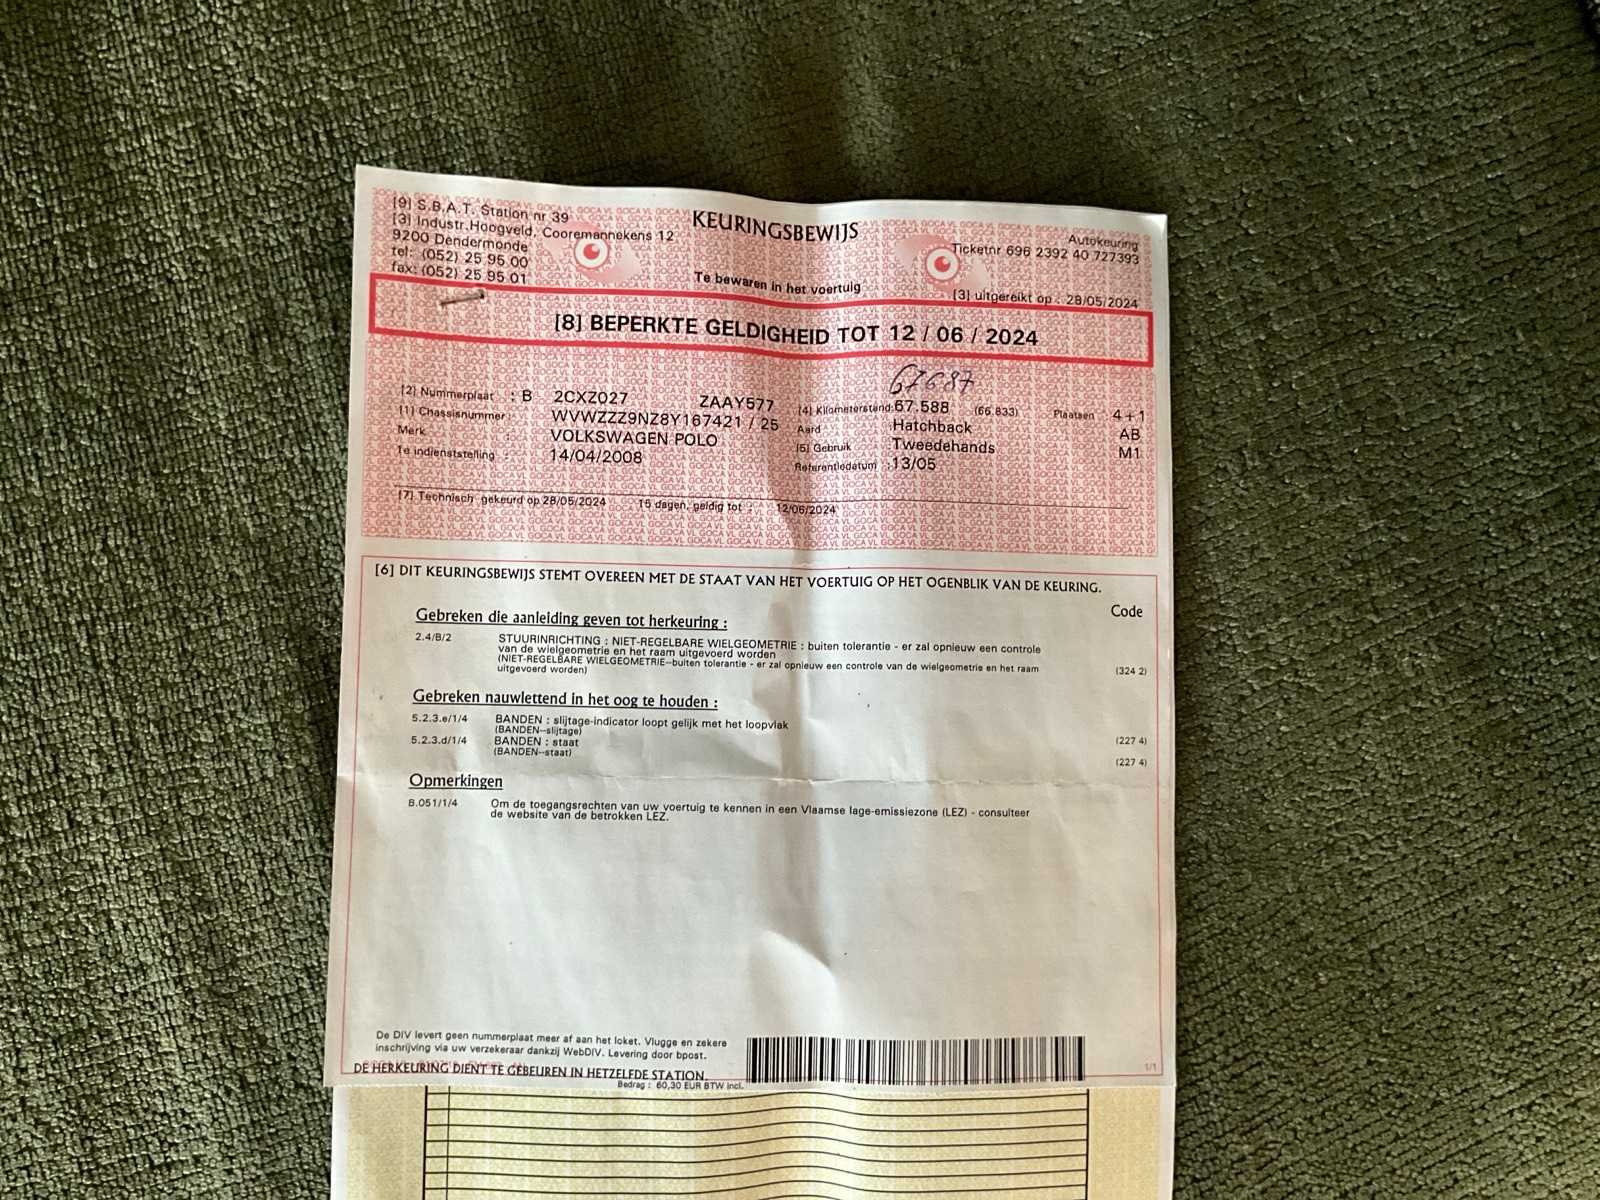 [9] S.B.A.T. Station nr 39
[3] Industr.Hoogveld, Cooremannekens 12
9200 Dendermonde
tel: (052) 25 95 00
fax: (052) 25 95 01
KEURINGSBEWIJS
Te bewaren in het voertuig
Autokeuring
Ticketnr 696 2392 40 727393
[3] uitgereikt op : 28/05/2024
[8] BEPERKTE GELDIGHEID TOT 12 / 06 / 2024
67687
[2] Nummerplaat : B 2CXZ027 ZAAY577
[1] Chassisnummer : WVWZZZ9NZ8Y167421 / 25
Merk : VOLKSWAGEN POLO
Te indienststelling : 14/04/2008
[4] Kilometerstand: 67.588 (66.833)
Aard : Hatchback
[5] Gebruik : Tweedehands
Referentiedatum : 13/05
Plaatsen 4 + 1
AB
M1
[7] Technisch gekeurd op 28/05/2024 15 dagen, geldig tot : 12/06/2024
[6] DIT KEURINGSBEWIJS STEMT OVEREEN MET DE STAAT VAN HET VOERTUIG OP HET OGENBLIK VAN DE KEURING.
Code
Gebreken die aanleiding geven tot herkeuring :
2.4/B/2 STUURINRICHTING : NIET-REGELBARE WIELGEOMETRIE : buiten tolerantie - er zal opnieuw een controle
van de wielgeometrie en het raam uitgevoerd worden
(NIET-REGELBARE WIELGEOMETRIE--buiten tolerantie - er zal opnieuw een controle van de wielgeometrie en het raam
uitgevoerd worden) (324 2)
Gebreken nauwlettend in het oog te houden :
5.2.3.e/1/4 BANDEN : slijtage-indicator loopt gelijk met het loopvlak
(BANDEN--slijtage) (227 4)
5.2.3.d/1/4 BANDEN : staat
(BANDEN--staat) (227 4)
Opmerkingen
B.051/1/4 Om de toegangsrechten van uw voertuig te kennen in een Vlaamse lage-emissiezone (LEZ) - consulteer
de website van de betrokken LEZ.
De DIV levert geen nummerplaat meer af aan het loket. Vlugge en zekere
inschrijving via uw verzekeraar dankzij WebDIV. Levering door bpost.
DE HERKEURING DIENT TE GEBEUREN IN HETZELFDE STATION.
Bedrag : 60,30 EUR BTW incl.
1/1